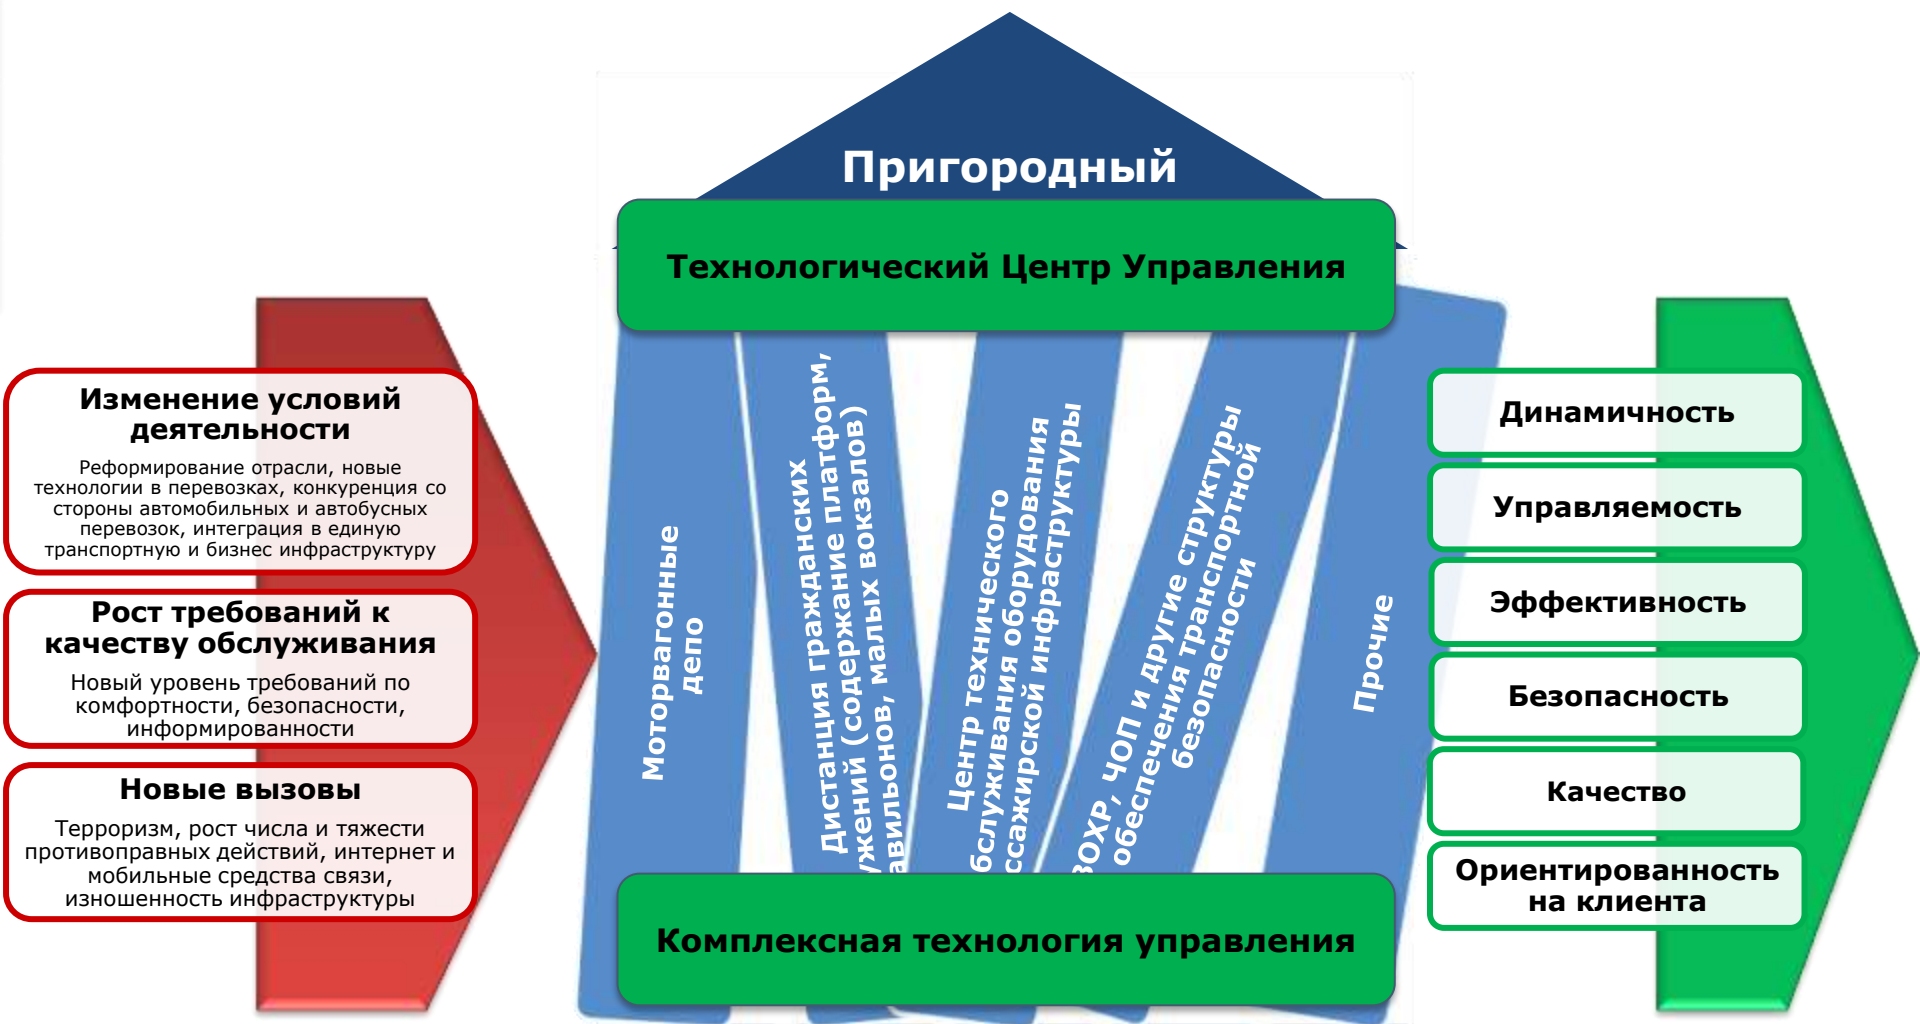 Пригородный
Технологический Центр Управления
Изменение условий
деятельности
Реформирование отрасли, новые
технологии в перевозках, конкуренция со
стороны автомобильных и автобусных
перевозок, интеграция в единую
транспортную и бизнес инфраструктуру
Рост требований к
качеству обслуживания
Новый уровень требований по
комфортности, безопасности,
информированности
Новые вызовы
Терроризм, рост числа и тяжести
противоправных действий, интернет и
мобильные средства связи,
изношенность инфраструктуры
Моторвагонные
депо
Дистанция гражданских
(содержание платформ,
малых вокзалов)
Центр технического
оборудования
инфраструктуры
ВОХР, ЧОП и другие структуры
обеспечения транспортной
безопасности
Прочие
Комплексная технология управления
Динамичность
Управляемость
Эффективность
Безопасность
Качество
Ориентированность
на клиента